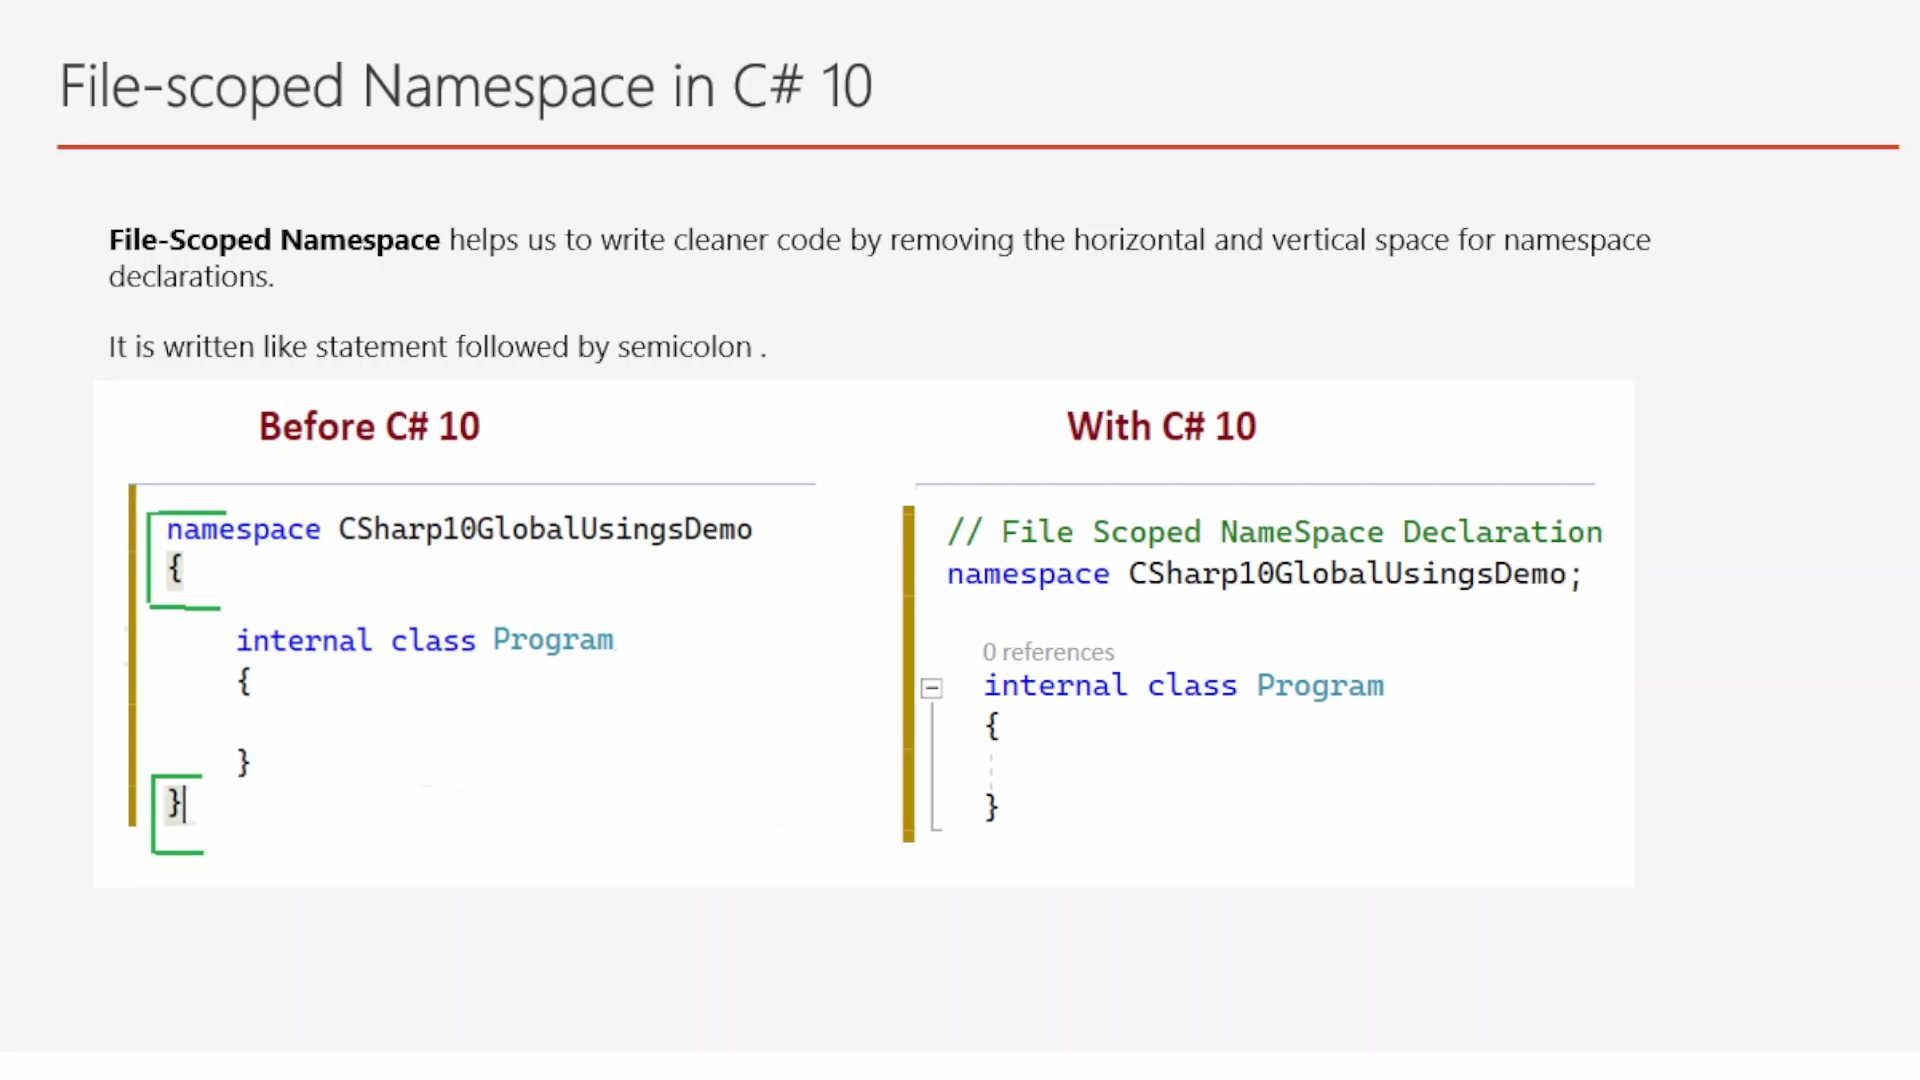 File-scoped Namespace in C# 10
File-Scoped Namespace helps us to write cleaner code by removing the horizontal and vertical space for namespace
declarations.
It is written like statement followed by semicolon .
Before C# 10
namespace CSharp10GlobalUsingsDemo
{
internal class Program
{
}
}
With C# 10
// File Scoped NameSpace Declaration
namespace CSharp10GlobalUsingsDemo;
0 references
internal class Program
{
}